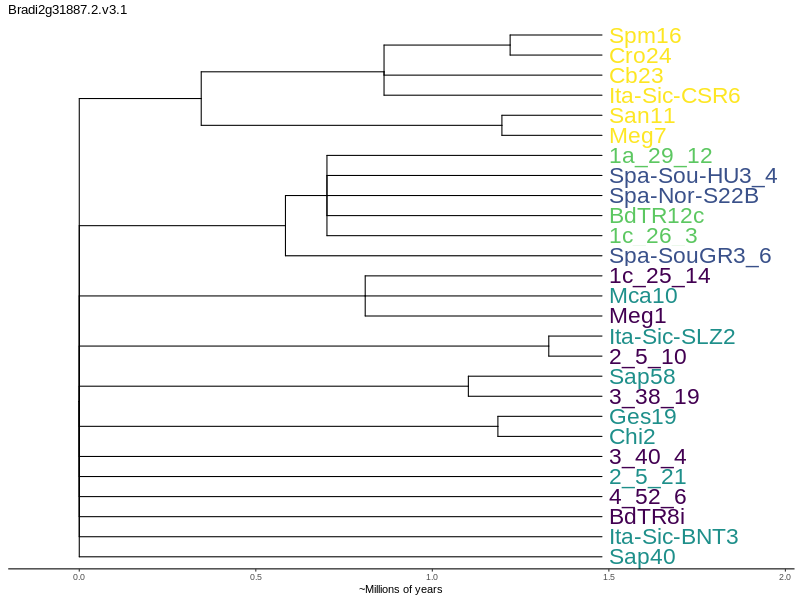 Bradi2g31887.2.v3.1
Spm16
Cro24
Cb23
Ita-Sic-CSR6
San11
Meg7
1a_29_12
Spa-Sou-HU3_4
Spa-Nor-S22B
BdTR12c
1c_26_3
Spa-SouGR3_6
1c_25_14
Mca10
Meg1
Ita-Sic-SLZ2
2_5_10
Sap58
3_38_19
Ges19
Chi2
3_40_4
2_5_21
4_52_6
BdTR8i
Ita-Sic-BNT3
Sap40
0.0 0.5 1.0 1.5 2.0
~Millions of years